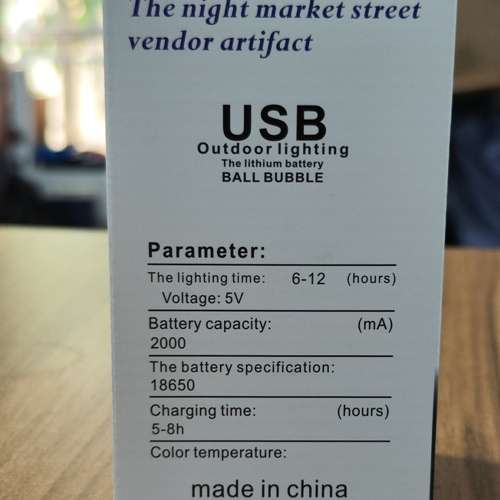 The night market street
vendor artifact
USB
Outdoor lighting
The lithium battery
BALL BUBBLE
Parameter:
The lighting time: 6-12 (hours)
Voltage: 5V
Battery capacity: (mA)
2000
The battery specification:
18650
Charging time: (hours)
5-8h
Color temperature:
made in china